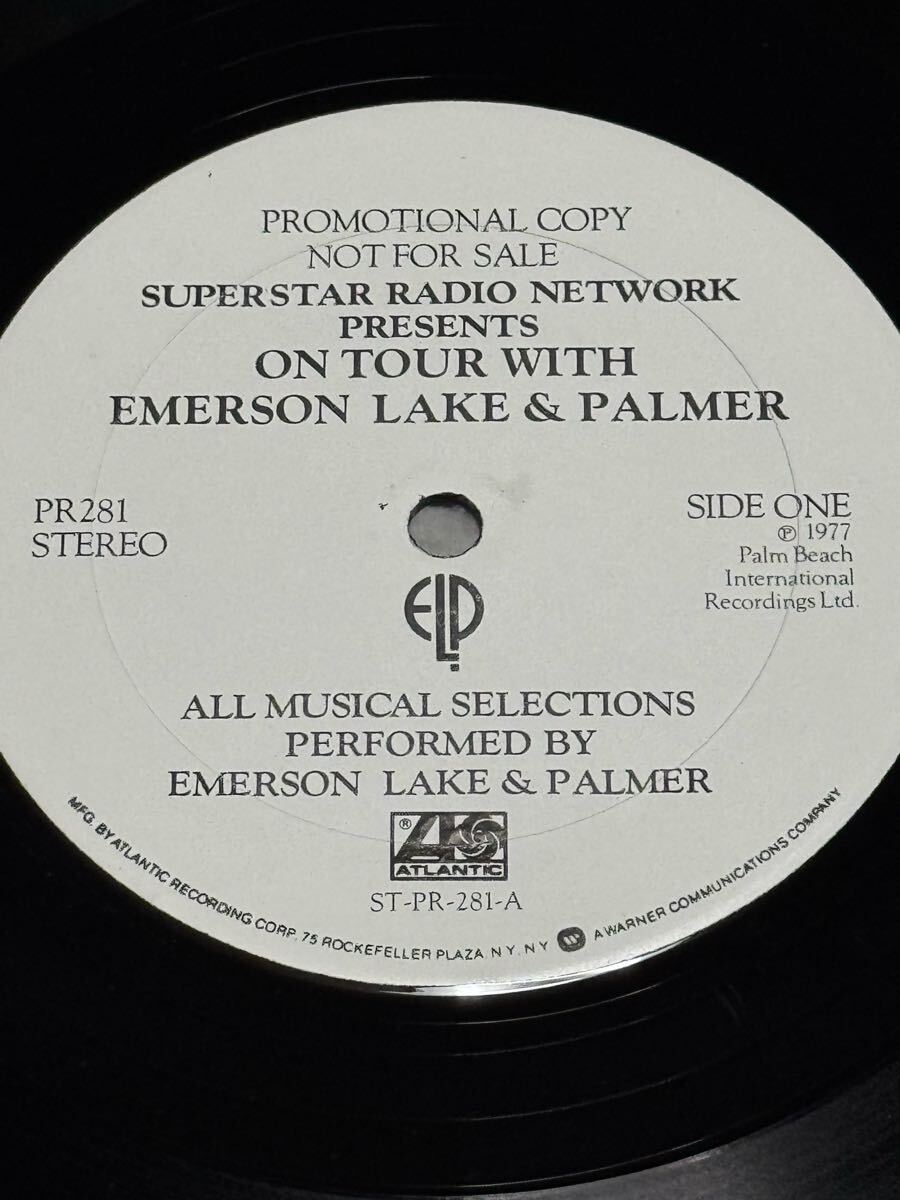 PROMOTIONAL COPY
NOT FOR SALE
SUPERSTAR RADIO NETWORK
PRESENTS
ON TOUR WITH
EMERSON LAKE & PALMER
PR281
STEREO
SIDE ONE
℗ 1977
Palm Beach
International
Recordings Ltd.
ELP
ALL MUSICAL SELECTIONS
PERFORMED BY
EMERSON LAKE & PALMER
®
ATLANTIC
ST-PR-281-A
MFG. BY ATLANTIC RECORDING CORP. 75 ROCKEFELLER PLAZA, N.Y. N.Y. A WARNER COMMUNICATIONS COMPANY